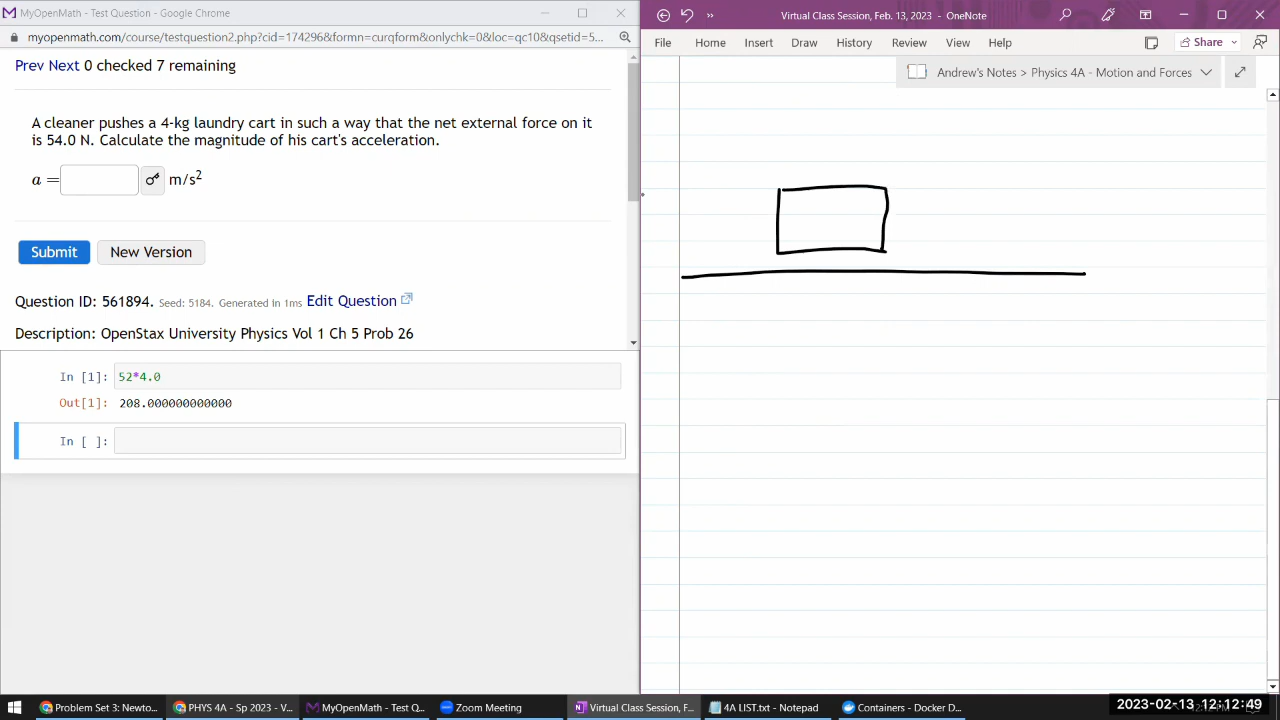 MyOpenMath - Test Question - Google Chrome
myopenmath.com/course/testquestion2.php?cid=174296&formn=curqform&onlychk=0&loc=qc10&qsetid=5...
Prev Next 0 checked 7 remaining
A cleaner pushes a 4-kg laundry cart in such a way that the net external force on it
is 54.0 N. Calculate the magnitude of his cart's acceleration.
a = m/s²
Submit New Version
Question ID: 561894. Seed: 5184. Generated in 1ms Edit Question
Description: OpenStax University Physics Vol 1 Ch 5 Prob 26
In [1]: 52*4.0
Out[1]: 208.000000000000
In [ ]:
Virtual Class Session, Feb. 13, 2023 - OneNote
File Home Insert Draw History Review View Help Share
Andrew's Notes > Physics 4A - Motion and Forces
Problem Set 3: Newto... PHYS 4A - Sp 2023 - V... MyOpenMath - Test Q... Zoom Meeting Virtual Class Session, F... 4A LIST.txt - Notepad Containers - Docker D... 2023-02-13 12:12:49